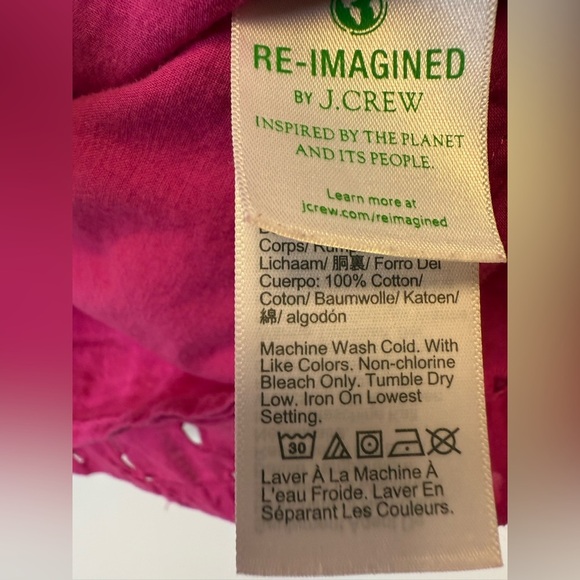 RE-IMAGINED
BY J.CREW
INSPIRED BY THE PLANET
AND ITS PEOPLE.
Learn more at
jcrew.com/reimagined
Corps/
Lichaam/ 胴裏/ Forro Del
Cuerpo: 100% Cotton/
Coton/ Baumwolle/ Katoen/
綿/ algodón
Machine Wash Cold. With
Like Colors. Non-chlorine
Bleach Only. Tumble Dry
Low. Iron On Lowest
Setting.
30
Laver À La Machine À
L'eau Froide. Laver En
Séparant Les Couleurs.